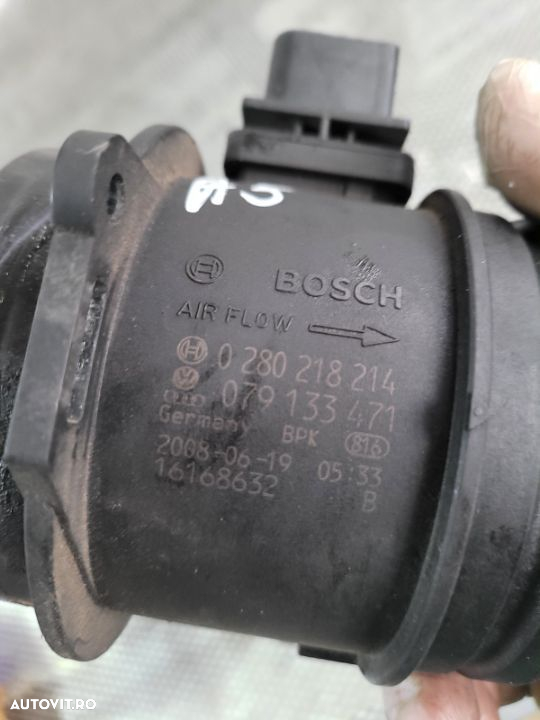 A5
BOSCH
AIR FLOW
0 280 218 214
079 133 471
Germany BPK 816
2008-06-19 05:33
16168632 B
AUTOVIT.RO